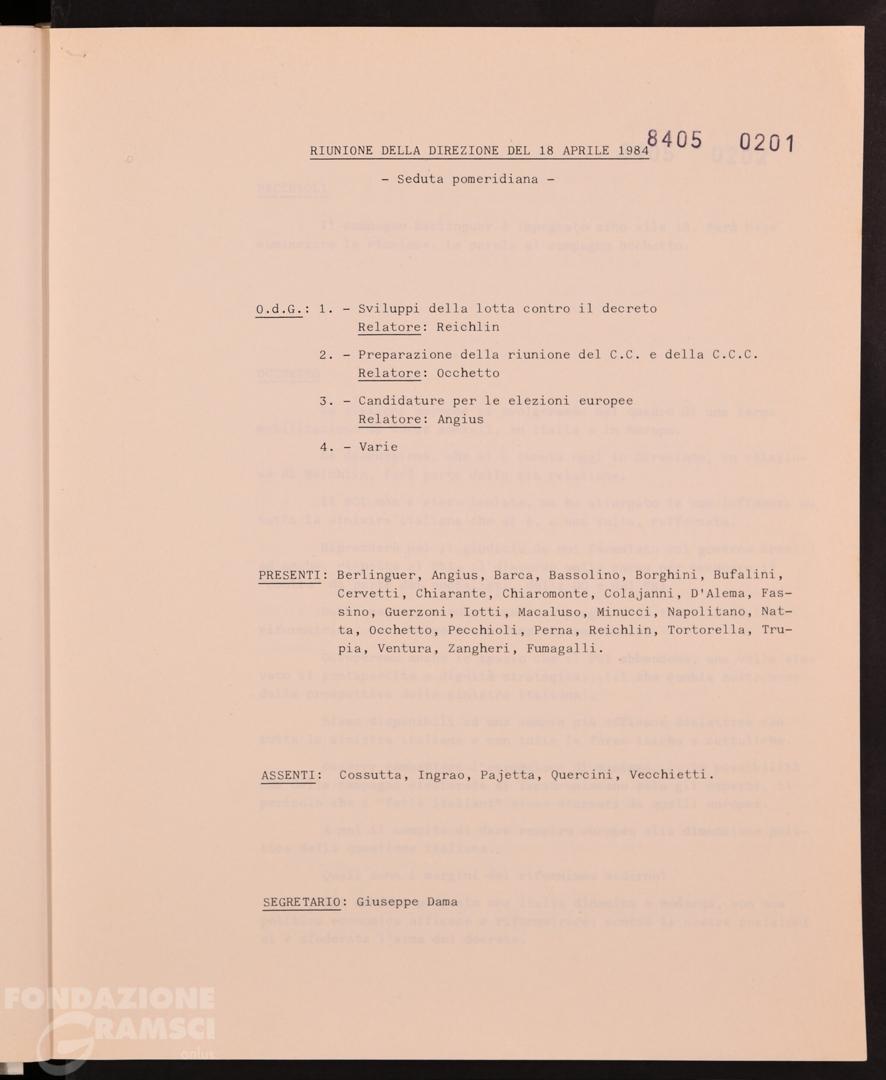 8405 0201
RIUNIONE DELLA DIREZIONE DEL 18 APRILE 1984
- Seduta pomeridiana -
O.d.G.: 1. - Sviluppi della lotta contro il decreto
Relatore: Reichlin
2. - Preparazione della riunione del C.C. e della C.C.C.
Relatore: Occhetto
3. - Candidature per le elezioni europee
Relatore: Angius
4. - Varie
PRESENTI: Berlinguer, Angius, Barca, Bassolino, Borghini, Bufalini,
Cervetti, Chiarante, Chiaromonte, Colajanni, D'Alema, Fas-
sino, Guerzoni, Iotti, Macaluso, Minucci, Napolitano, Nat-
ta, Occhetto, Pecchioli, Perna, Reichlin, Tortorella, Tru-
pia, Ventura, Zangheri, Fumagalli.
ASSENTI: Cossutta, Ingrao, Pajetta, Quercini, Vecchietti.
SEGRETARIO: Giuseppe Dama
FONDAZIONE
GRAMSCI
onlus